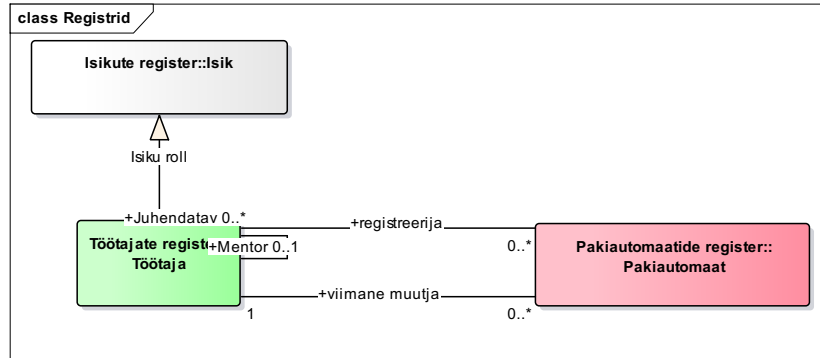 class Registrid
Isikute register::Isik
Isiku roll
+Juhendatav 0..*
+registreerija
Töötajate regist
+Mentor 0..1
0..*
Töötaja
Pakiautomaatide register::
Pakiautomaat
+viimane muutja
1
0..*